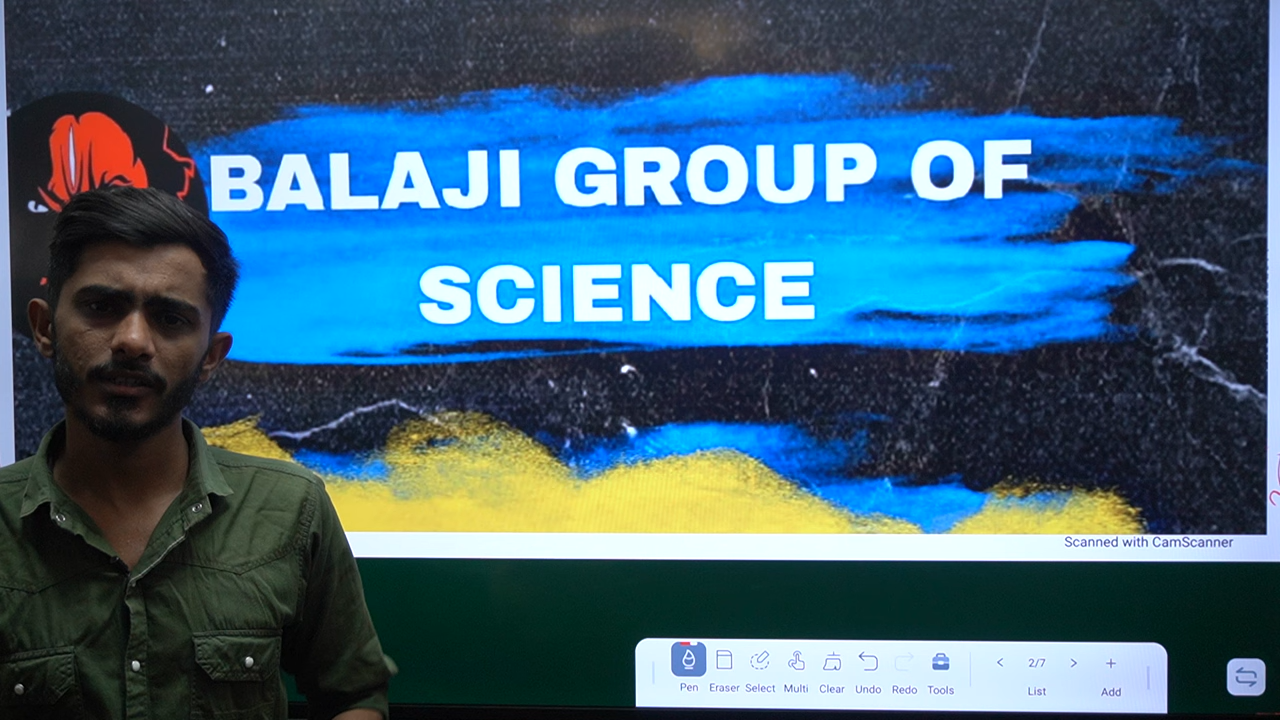 BALAJI GROUP OF
SCIENCE
Scanned with CamScanner
Pen Eraser Select Multi Clear Undo Redo Tools
2/7
List
Add